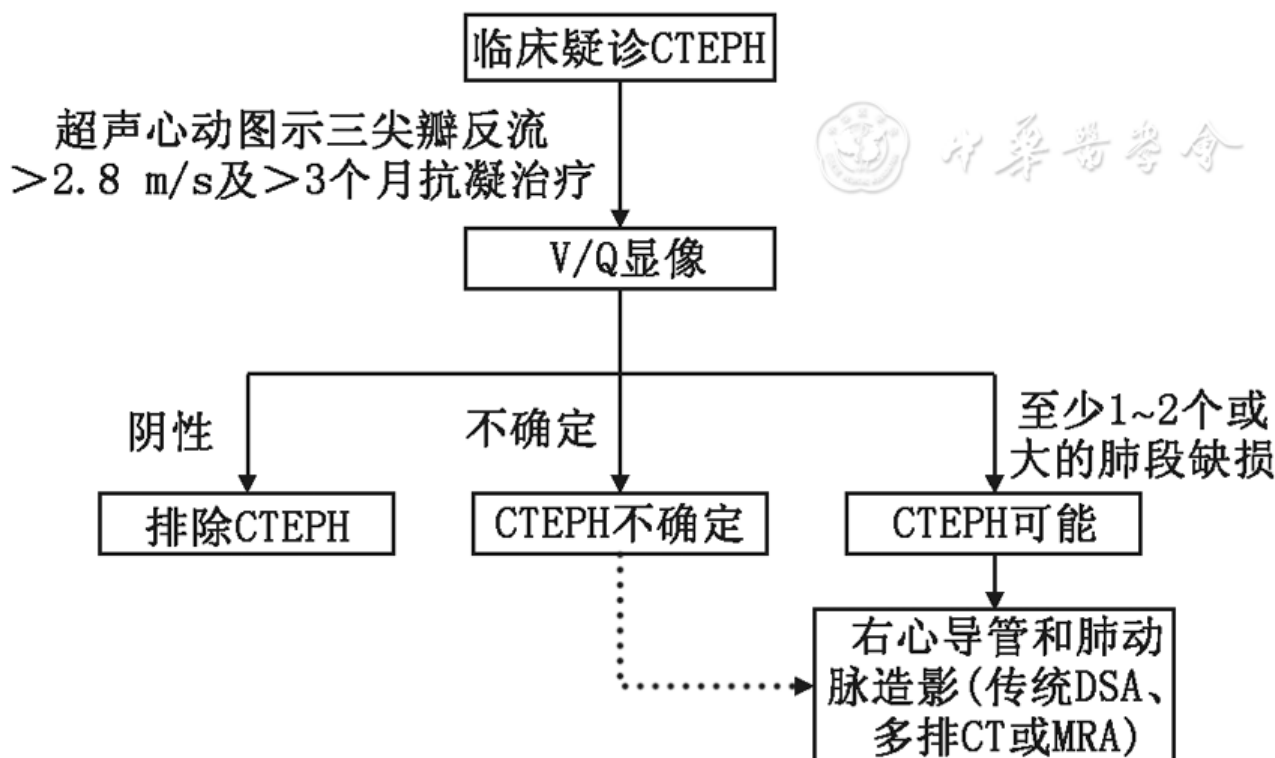 临床疑诊CTEPH
超声心动图示三尖瓣反流
>2.8 m/s及>3个月抗凝治疗
中华医学会
V/Q显像
阴性
不确定
至少1~2个或
大的肺段缺损
排除CTEPH
CTEPH不确定
CTEPH可能
右心导管和肺动
脉造影(传统DSA、
多排CT或MRA)